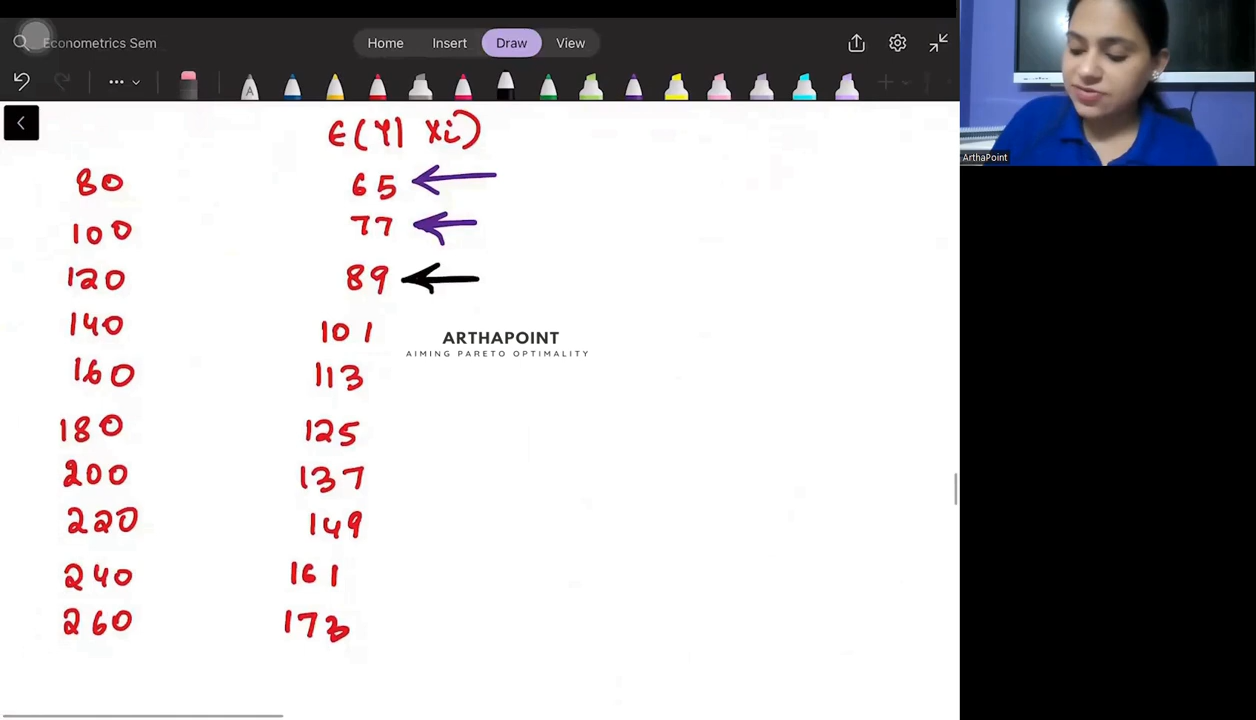 Econometrics Sem
Home Insert Draw View
A
E(Y| Xi)
80 65
100 77
120 89
140 101
160 113
180 125
200 137
220 149
240 161
260 173
ARTHAPOINT
AIMING PARETO OPTIMALITY
ArthaPoint